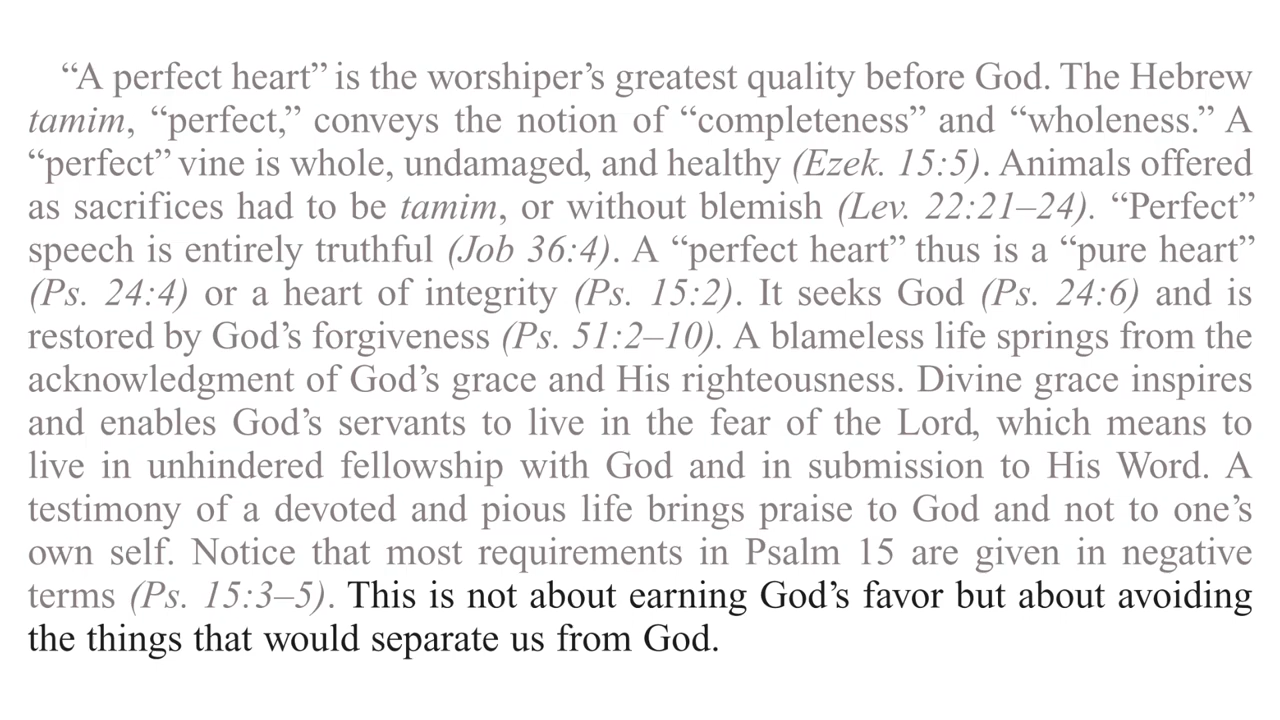 “A perfect heart” is the worshiper’s greatest quality before God. The Hebrew
tamim, “perfect,” conveys the notion of “completeness” and “wholeness.” A
“perfect” vine is whole, undamaged, and healthy (Ezek. 15:5). Animals offered
as sacrifices had to be tamim, or without blemish (Lev. 22:21–24). “Perfect”
speech is entirely truthful (Job 36:4). A “perfect heart” thus is a “pure heart”
(Ps. 24:4) or a heart of integrity (Ps. 15:2). It seeks God (Ps. 24:6) and is
restored by God’s forgiveness (Ps. 51:2–10). A blameless life springs from the
acknowledgment of God’s grace and His righteousness. Divine grace inspires
and enables God’s servants to live in the fear of the Lord, which means to
live in unhindered fellowship with God and in submission to His Word. A
testimony of a devoted and pious life brings praise to God and not to one’s
own self. Notice that most requirements in Psalm 15 are given in negative
terms (Ps. 15:3–5). This is not about earning God’s favor but about avoiding
the things that would separate us from God.